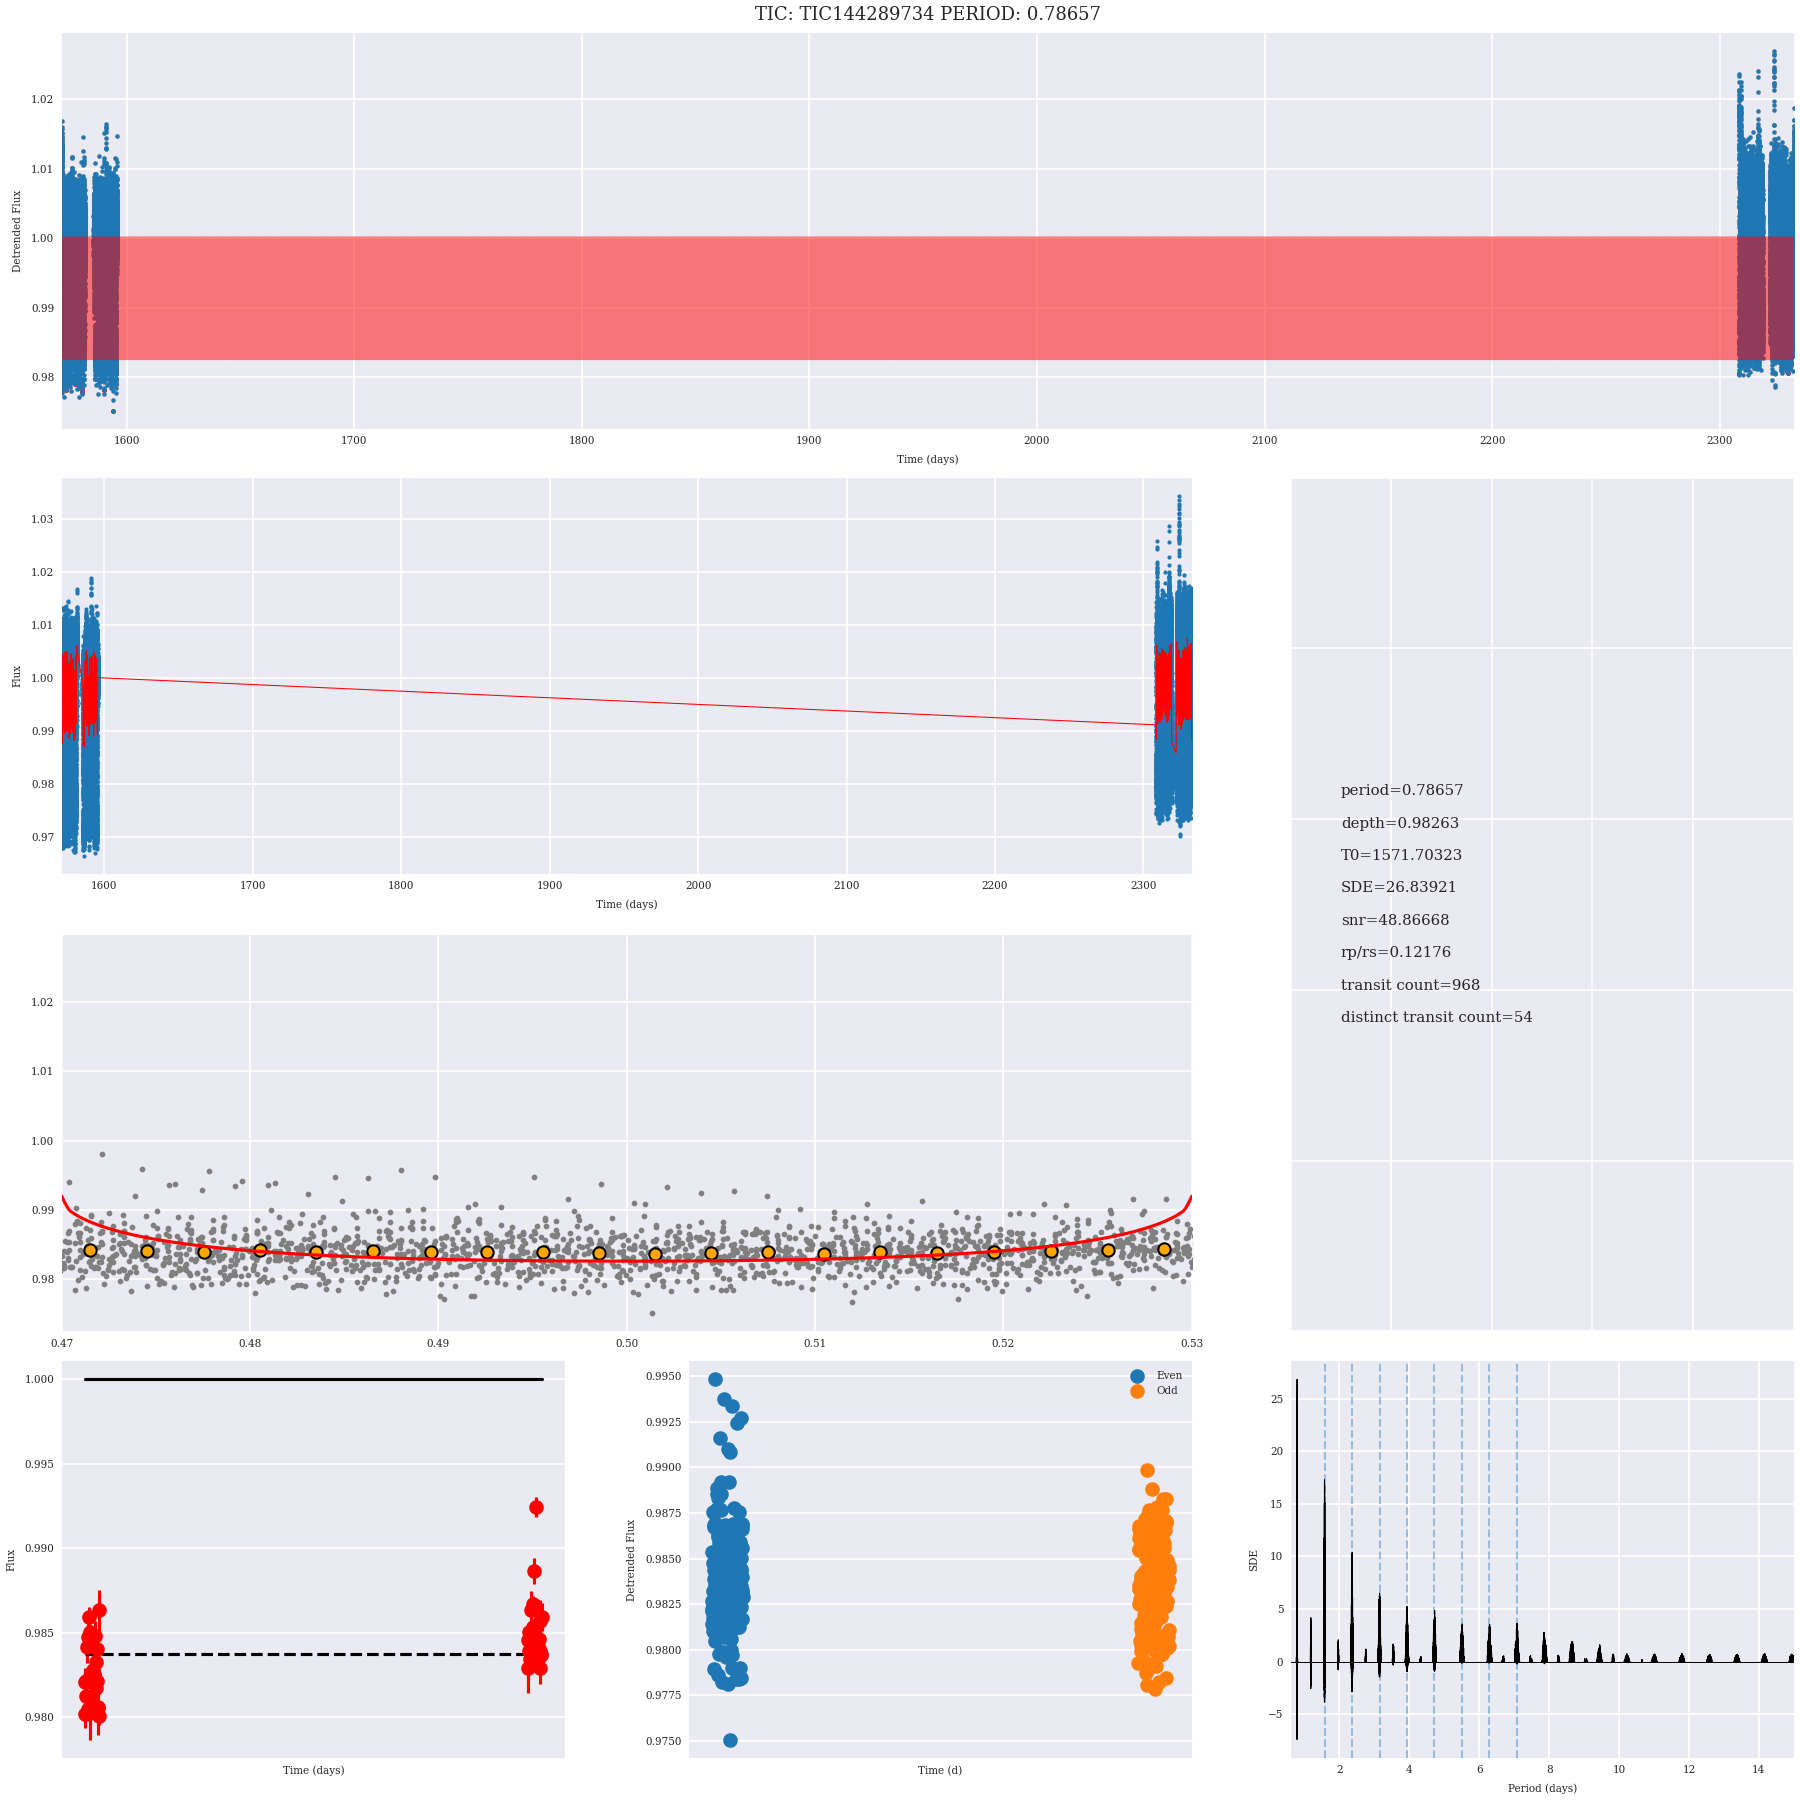 TIC: TIC144289734 PERIOD: 0.78657
1.02
1.01
1.00
0.99
0.98
Detrended Flux
1600 1700 1800 1900 2000 2100 2200 2300
Time (days)
1.03
1.02
1.01
1.00
0.99
0.98
0.97
Flux
1600 1700 1800 1900 2000 2100 2200 2300
Time (days)
period=0.78657
depth=0.98263
T0=1571.70323
SDE=26.83921
snr=48.86668
rp/rs=0.12176
transit count=968
distinct transit count=54
1.02
1.01
1.00
0.99
0.98
0.47 0.48 0.49 0.50 0.51 0.52 0.53
1.000
0.995
0.990
0.985
0.980
Flux
Time (days)
0.9950
0.9925
0.9900
0.9875
0.9850
0.9825
0.9800
0.9775
0.9750
Detrended Flux
Even
Odd
Time (d)
25
20
15
10
5
0
−5
SDE
2 4 6 8 10 12 14
Period (days)